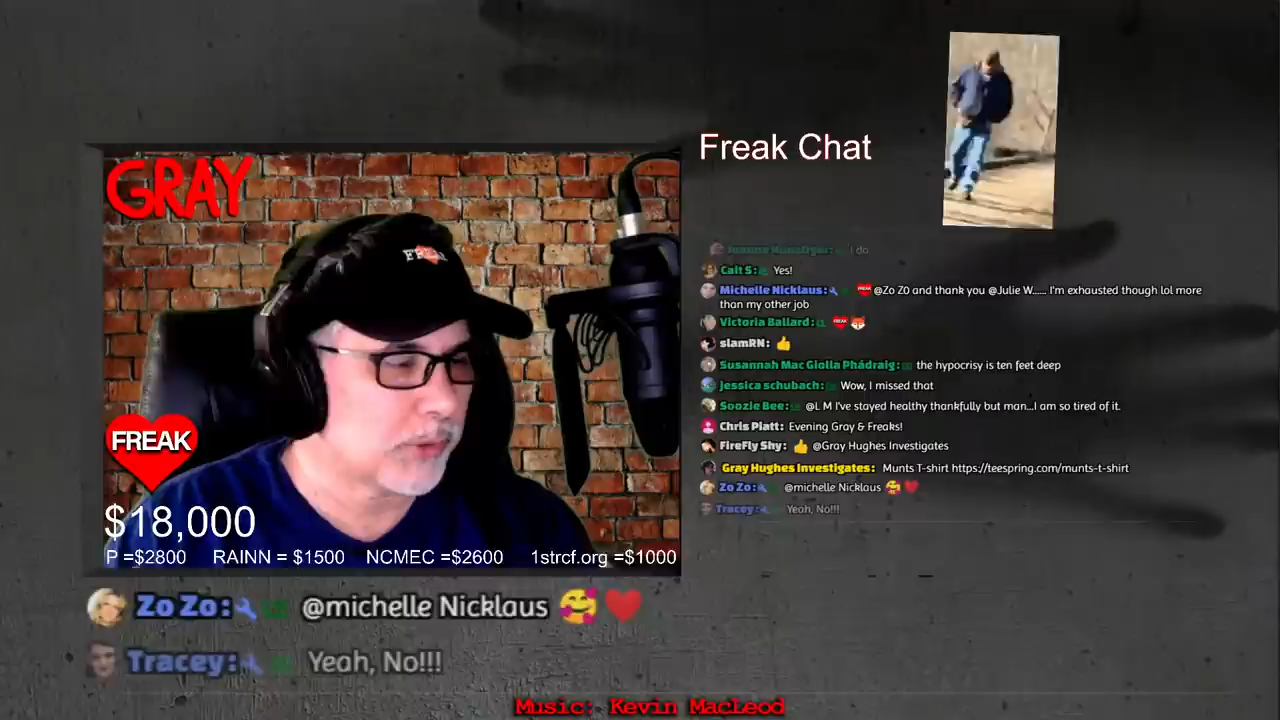 GRAY
FREAK
FREAK
$18,000
P =$2800 RAINN = $1500 NCMEC =$2600 1strcf.org =$1000
Freak Chat
I do
Cait S: Yes!
Michelle Nicklaus: FREAK @Zo ZO and thank you @Julie W...... I'm exhausted though lol more
than my other job
Victoria Ballard: FREAK 🦊
slamRN: 👍
Susannah Mac Giolla Phádraig: the hypocrisy is ten feet deep
jessica schubach: Wow, I missed that
Soozie Bee: @L M I've stayed healthy thankfully but man...I am so tired of it.
Chris Piatt: Evening Gray & Freaks!
FireFly Shy: 👍 @Gray Hughes Investigates
Gray Hughes Investigates: Munts T-shirt https://teespring.com/munts-t-shirt
Zo Zo: @michelle Nicklaus 🥰 ❤️
Tracey: Yeah, No!!!
Zo Zo: @michelle Nicklaus 🥰 ❤️
Tracey: Yeah, No!!!
Music: Kevin MacLeod